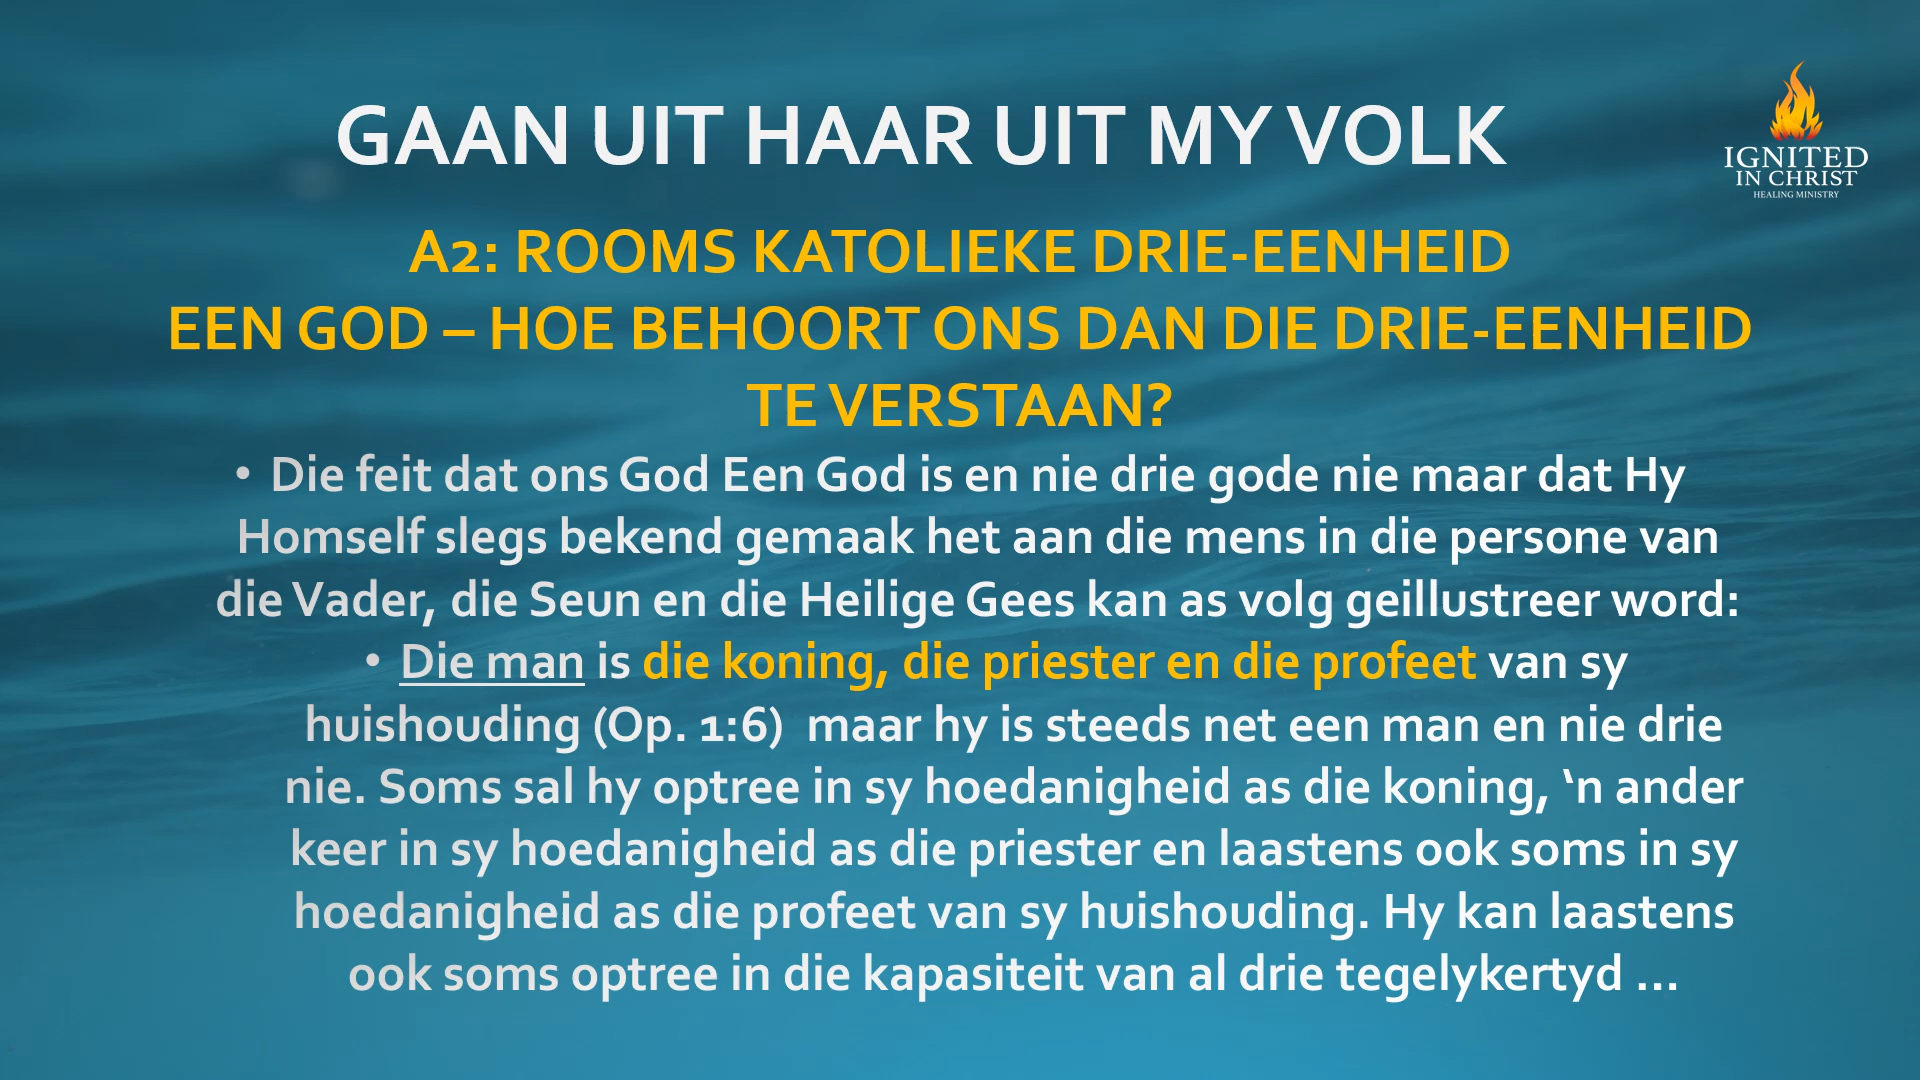 GAAN UIT HAAR UIT MY VOLK
IGNITED
IN CHRIST
HEALING MINISTRY
A2: ROOMS KATOLIEKE DRIE-EENHEID
EEN GOD – HOE BEHOORT ONS DAN DIE DRIE-EENHEID
TE VERSTAAN?
• Die feit dat ons God Een God is en nie drie gode nie maar dat Hy
Homself slegs bekend gemaak het aan die mens in die persone van
die Vader, die Seun en die Heilige Gees kan as volg geillustreer word:
• Die man is die koning, die priester en die profeet van sy
huishouding (Op. 1:6)  maar hy is steeds net een man en nie drie
nie. Soms sal hy optree in sy hoedanigheid as die koning, ‘n ander
keer in sy hoedanigheid as die priester en laastens ook soms in sy
hoedanigheid as die profeet van sy huishouding. Hy kan laastens
ook soms optree in die kapasiteit van al drie tegelykertyd …